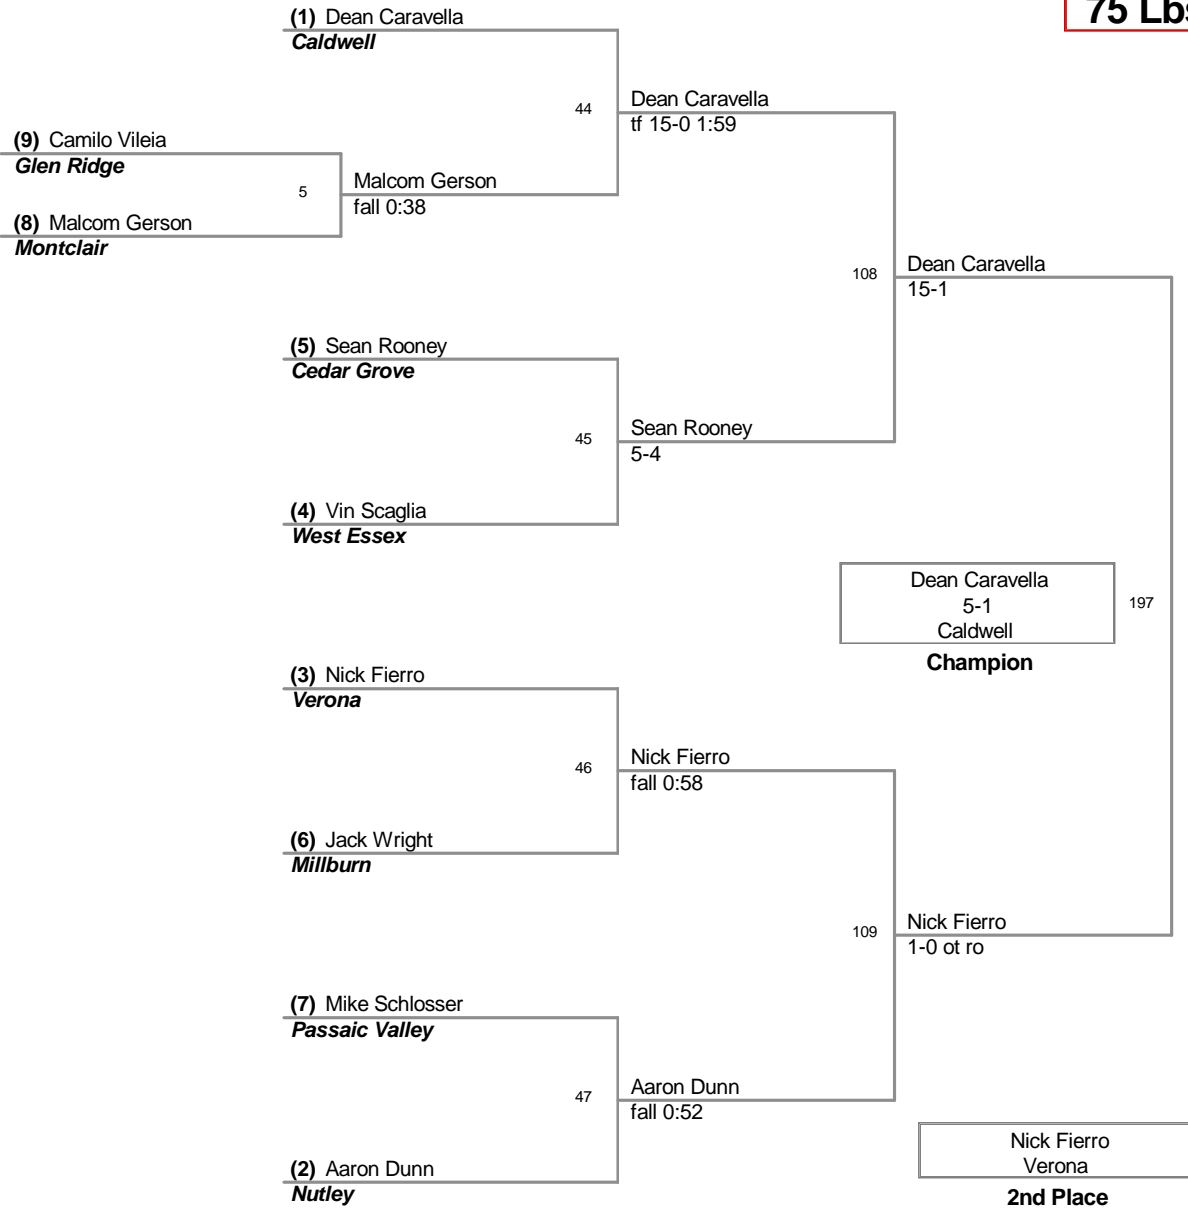 75 Lbs
(1) Dean Caravella
Caldwell
44
Dean Caravella
tf 15-0 1:59
(9) Camilo Vileia
Glen Ridge
5
Malcom Gerson
fall 0:38
(8) Malcom Gerson
Montclair
108
Dean Caravella
15-1
(5) Sean Rooney
Cedar Grove
45
Sean Rooney
5-4
(4) Vin Scaglia
West Essex
Dean Caravella
5-1
Caldwell
197
Champion
(3) Nick Fierro
Verona
46
Nick Fierro
fall 0:58
(6) Jack Wright
Millburn
109
Nick Fierro
1-0 ot ro
(7) Mike Schlosser
Passaic Valley
47
Aaron Dunn
fall 0:52
(2) Aaron Dunn
Nutley
Nick Fierro
Verona
2nd Place